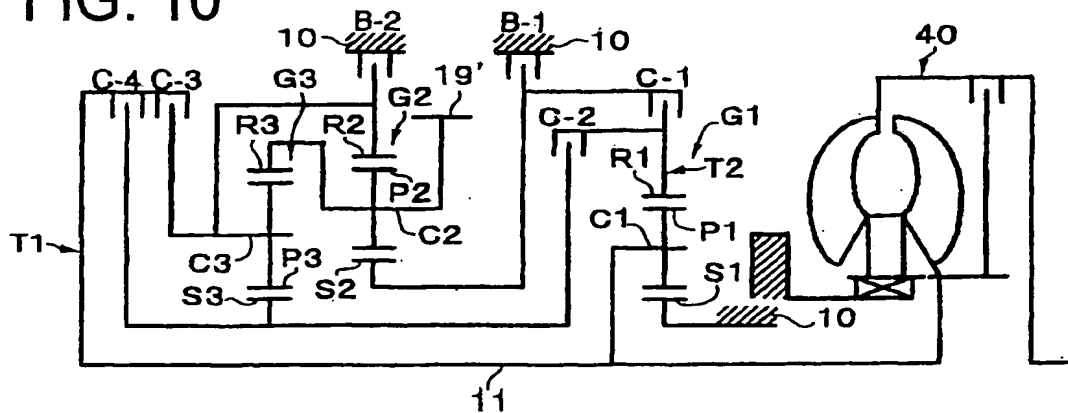 FIG. 10
B-2 B-1
10 10 40
C-4 C-3 19' C-1
G3 G2 C-2 G1
R3 R2 R1 T2
P2 P1
C1
T1 C3 C2
P3 S2 S1
S3 10
11